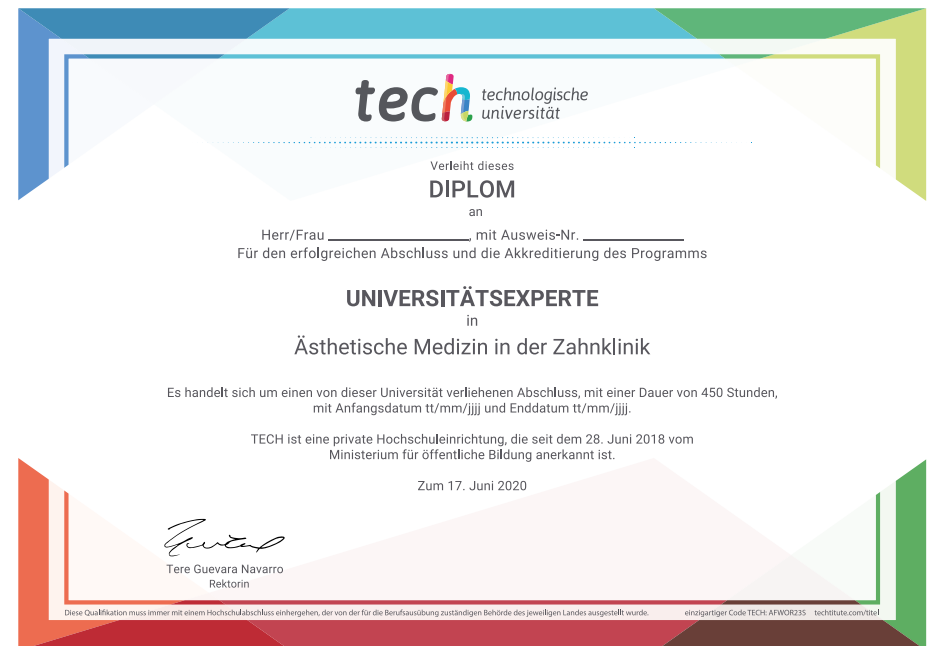 tech technologische
universität
Verleiht dieses
DIPLOM
an
Herr/Frau ____________, mit Ausweis-Nr. ____________
Für den erfolgreichen Abschluss und die Akkreditierung des Programms
UNIVERSITÄTSEXPERTE
in
Ästhetische Medizin in der Zahnklinik
Es handelt sich um einen von dieser Universität verliehenen Abschluss, mit einer Dauer von 450 Stunden,
mit Anfangsdatum tt/mm/jjjj und Enddatum tt/mm/jjjj.
TECH ist eine private Hochschuleinrichtung, die seit dem 28. Juni 2018 vom
Ministerium für öffentliche Bildung anerkannt ist.
Zum 17. Juni 2020
Tere Guevara Navarro
Rektorin
Diese Qualifikation muss immer mit einem Hochschulabschluss einhergehen, der von der für die Berufsausübung zuständigen Behörde des jeweiligen Landes ausgestellt wurde. einzigartiger Code TECH: AFWOR23S techtitute.com/titel